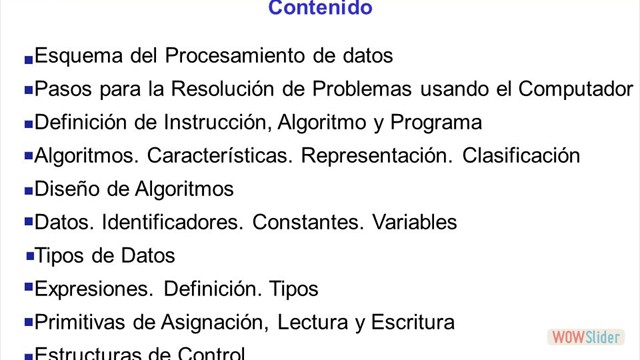 Contenido
Esquema del Procesamiento de datos
Pasos para la Resolución de Problemas usando el Computador
Definición de Instrucción, Algoritmo y Programa
Algoritmos. Características. Representación. Clasificación
Diseño de Algoritmos
Datos. Identificadores. Constantes. Variables
Tipos de Datos
Expresiones. Definición. Tipos
Primitivas de Asignación, Lectura y Escritura
WOWSlider
Estructuras de Control